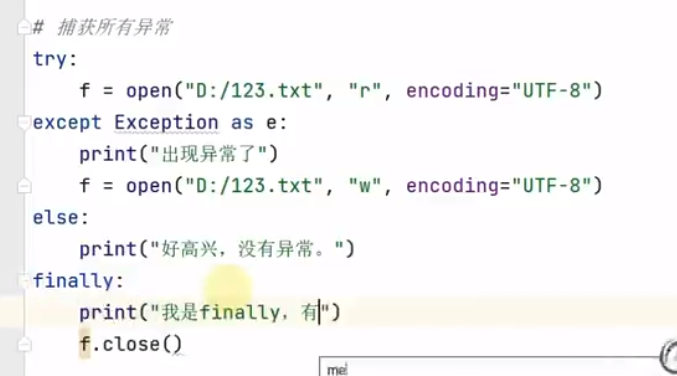 # 捕获所有异常
try:
    f = open("D:/123.txt", "r", encoding="UTF-8")
except Exception as e:
    print("出现异常了")
    f = open("D:/123.txt", "w", encoding="UTF-8")
else:
    print("好高兴，没有异常。")
finally:
    print("我是finally，有")
    f.close()
me